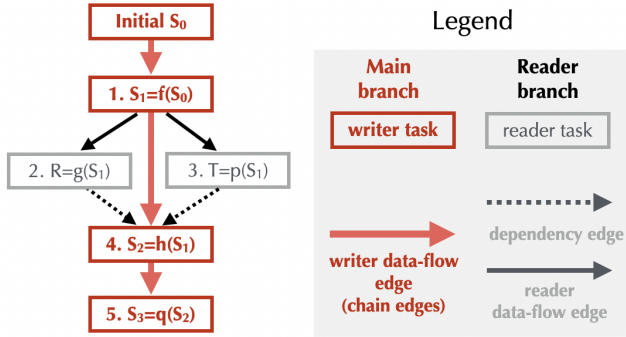 Initial S₀
1. S₁=f(S₀)
2. R=g(S₁)
3. T=p(S₁)
4. S₂=h(S₁)
5. S₃=q(S₂)
Legend
Main
branch
Reader
branch
writer task
reader task
dependency edge
writer data-flow
edge
(chain edges)
reader
data-flow edge